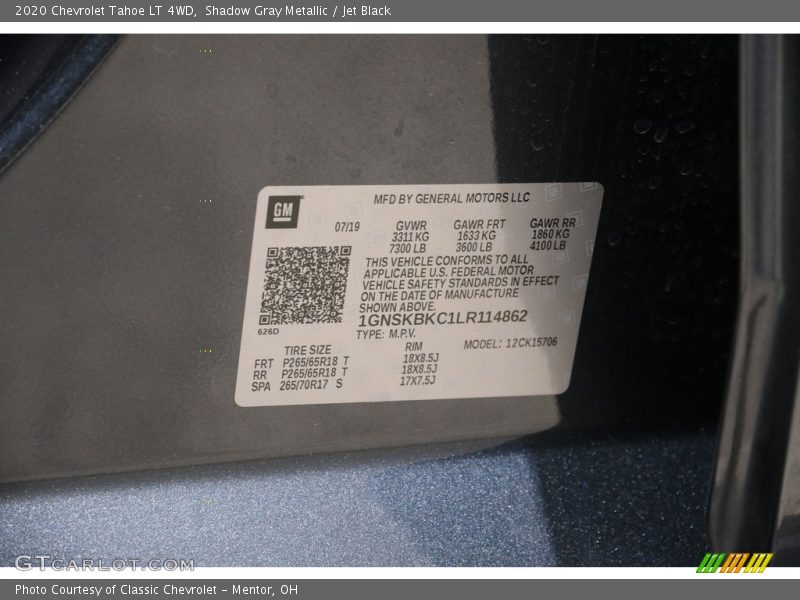 2020 Chevrolet Tahoe LT 4WD, Shadow Gray Metallic / Jet Black
GM
MFD BY GENERAL MOTORS LLC
07/19 GVWR GAWR FRT GAWR RR
3311 KG 1633 KG 1860 KG
7300 LB 3600 LB 4100 LB
THIS VEHICLE CONFORMS TO ALL
APPLICABLE U.S. FEDERAL MOTOR
VEHICLE SAFETY STANDARDS IN EFFECT
ON THE DATE OF MANUFACTURE
SHOWN ABOVE.
626D
1GNSKBKC1LR114862
TYPE: M.P.V.
MODEL: 12CK15706
TIRE SIZE RIM
FRT P265/65R18 T 18X8.5J
RR P265/65R18 T 18X8.5J
SPA 265/70R17 S 17X7.5J
GTCARLOT.COM
Photo Courtesy of Classic Chevrolet - Mentor, OH